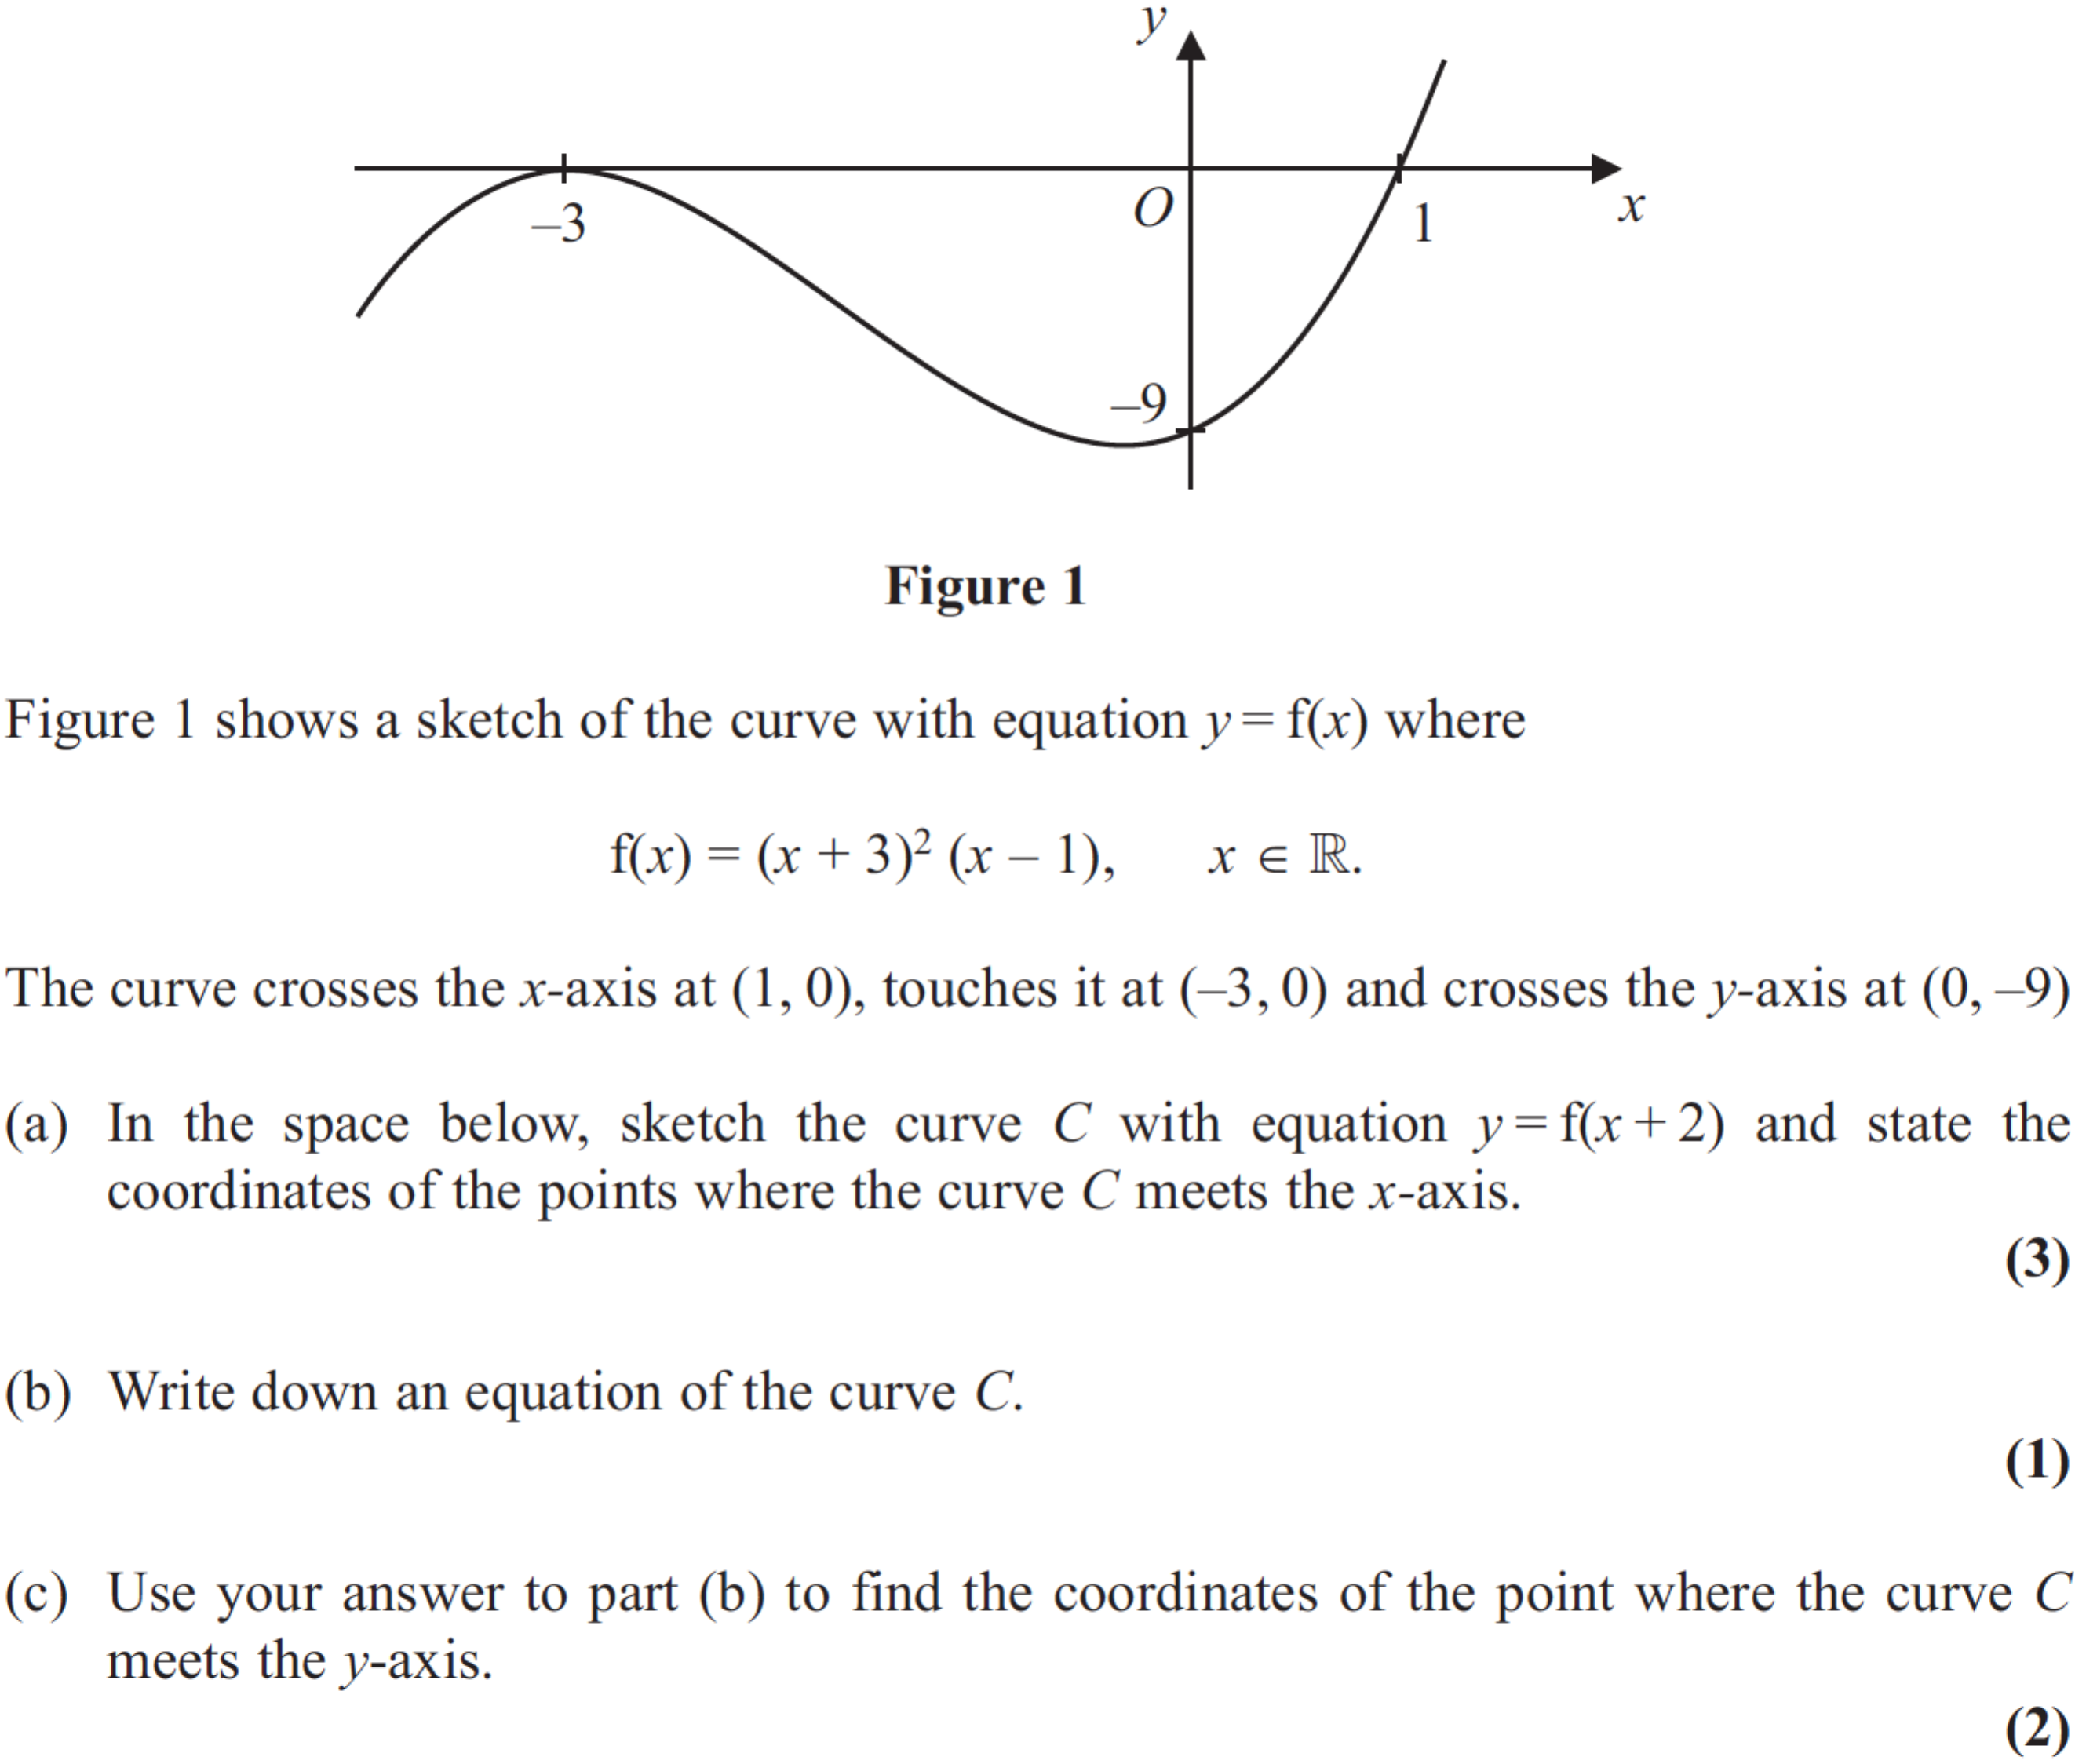 y
O
x
–3
1
–9
Figure 1
Figure 1 shows a sketch of the curve with equation y = f(x) where
f(x) = (x + 3)² (x – 1),    x ∈ ℝ.
The curve crosses the x-axis at (1, 0), touches it at (–3, 0) and crosses the y-axis at (0, –9)
(a) In the space below, sketch the curve C with equation y = f(x + 2) and state the
coordinates of the points where the curve C meets the x-axis.
(3)
(b) Write down an equation of the curve C.
(1)
(c) Use your answer to part (b) to find the coordinates of the point where the curve C
meets the y-axis.
(2)